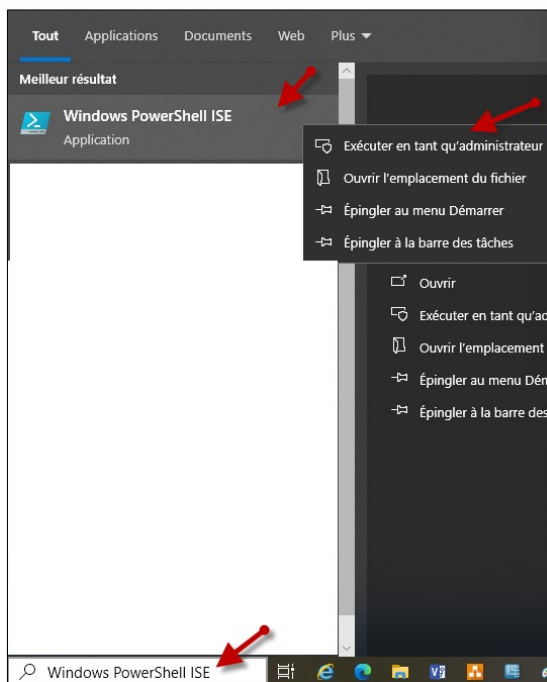 Tout Applications Documents Web Plus
Meilleur résultat
Windows PowerShell ISE
Application
Exécuter en tant qu'administrateur
Ouvrir l'emplacement du fichier
Épingler au menu Démarrer
Épingler à la barre des tâches
Ouvrir
Exécuter en tant qu'ad
Ouvrir l'emplacement
Épingler au menu Dém
Épingler à la barre des
Windows PowerShell ISE